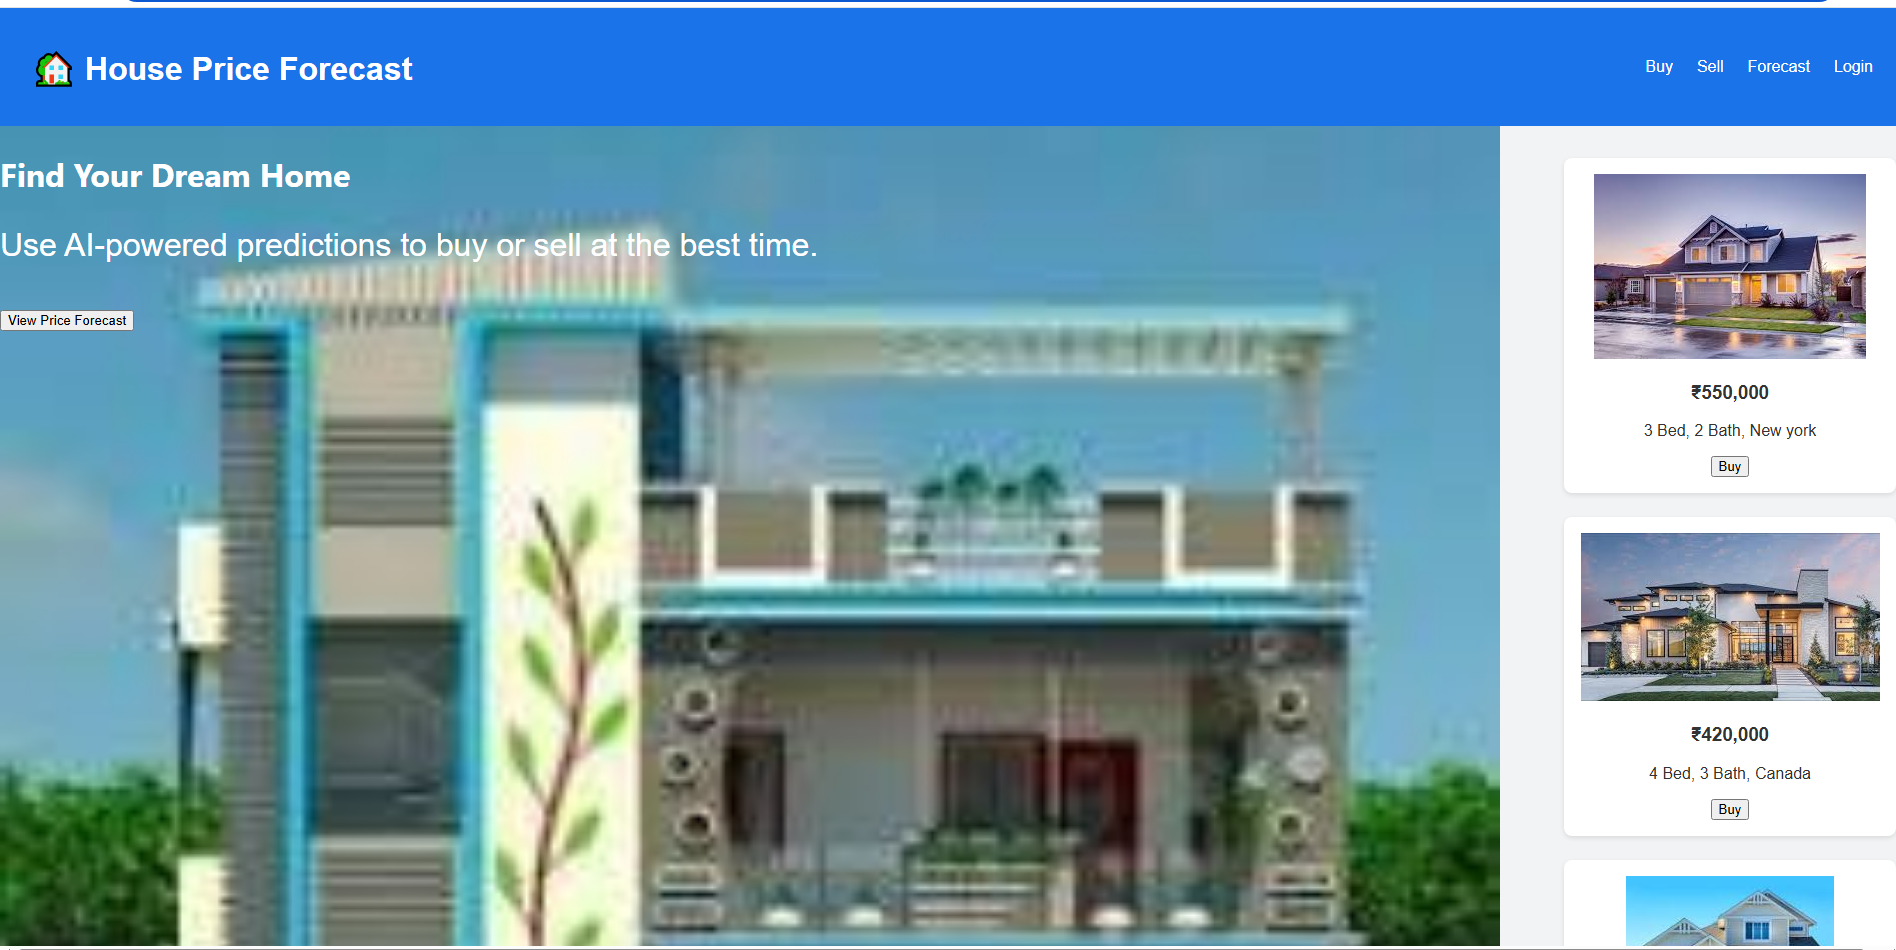 House Price Forecast
Buy Sell Forecast Login
Find Your Dream Home
Use AI-powered predictions to buy or sell at the best time.
View Price Forecast
₹550,000
3 Bed, 2 Bath, New york
Buy
₹420,000
4 Bed, 3 Bath, Canada
Buy